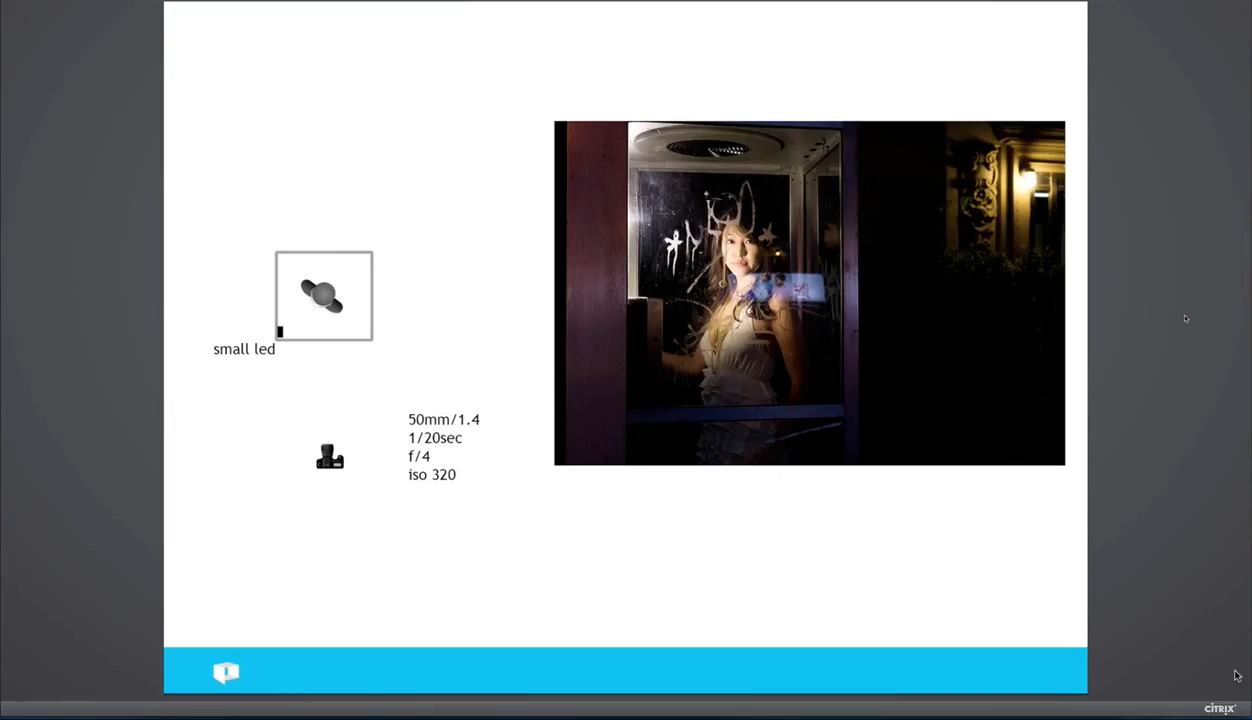 small led
50mm/1.4
1/20sec
f/4
iso 320
CITRIX